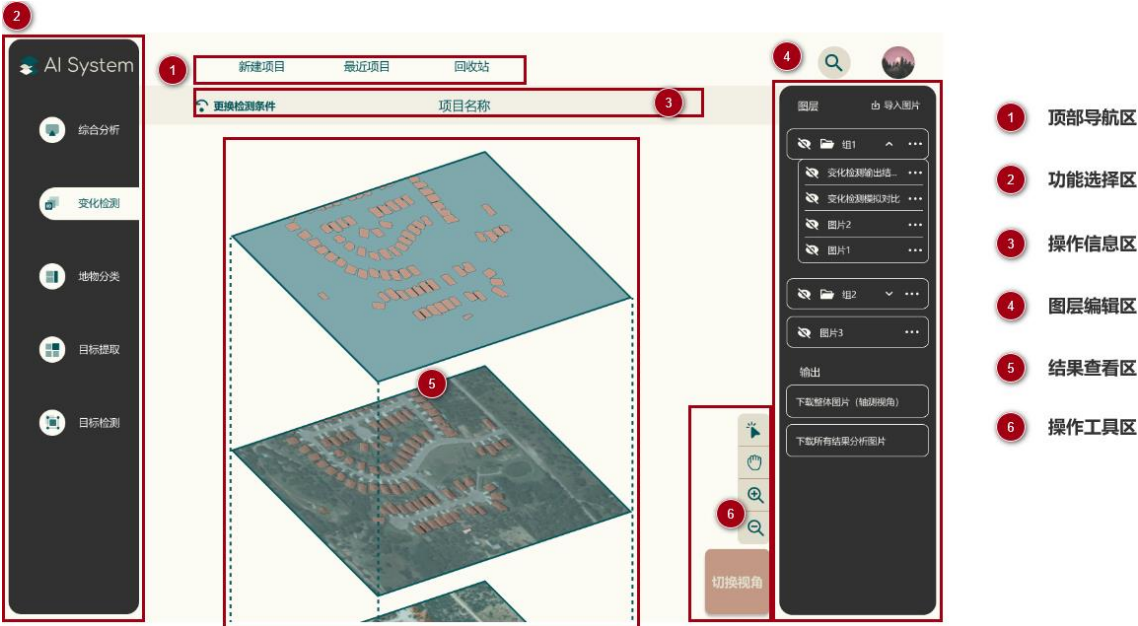 2
AI System
综合分析
变化检测
地物分类
目标提取
目标检测
1
新建项目 最近项目 回收站
更换检测条件 项目名称 3
5
4
图层 导入图片
组1
变化检测输出结...
变化检测模拟对比
图片2
图片1
组2
图片3
输出
下载整体图片（轴测视角）
下载所有结果分析图片
6
切换视角
1 顶部导航区
2 功能选择区
3 操作信息区
4 图层编辑区
5 结果查看区
6 操作工具区